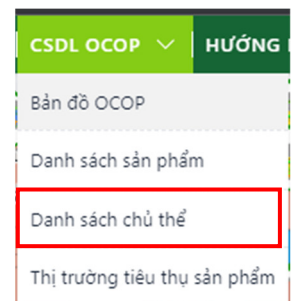 CSDL OCOP HƯỚNG
Bản đồ OCOP
Danh sách sản phẩm
Danh sách chủ thể
Thị trường tiêu thụ sản phẩm